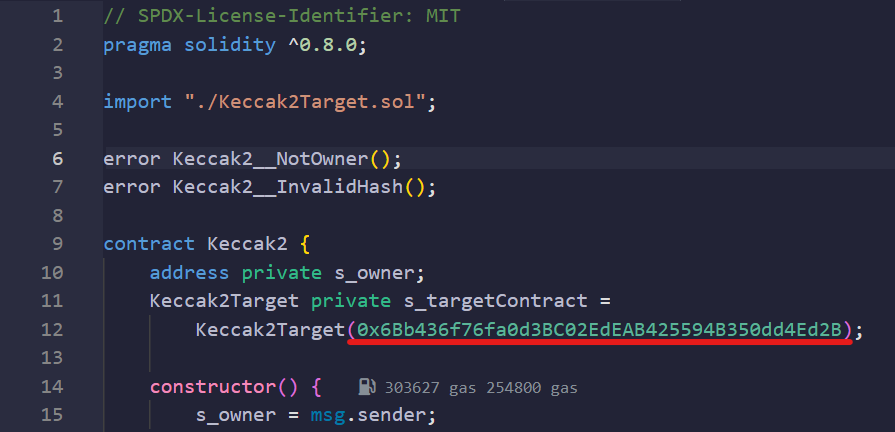 1 // SPDX-License-Identifier: MIT
2 pragma solidity ^0.8.0;
3
4 import "./Keccak2Target.sol";
5
6 error Keccak2__NotOwner();
7 error Keccak2__InvalidHash();
8
9 contract Keccak2 {
10 address private s_owner;
11 Keccak2Target private s_targetContract =
12 Keccak2Target(0x6Bb436f76fa0d3BC02EdEAB425594B350dd4Ed2B);
13
14 constructor() { 303627 gas 254800 gas
15 s_owner = msg.sender;